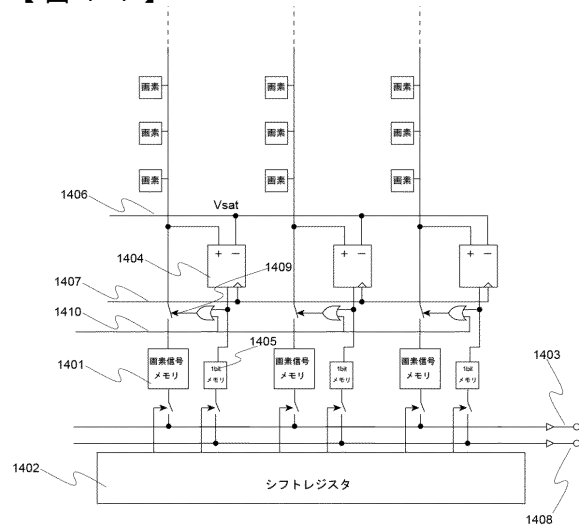 画素 画素 画素
画素 画素 画素
画素 画素 画素
1406
Vsat
+ − + − + −
1404
1409
1407
1410
1405
1401
画素信号 メモリ
1bit メモリ
画素信号 メモリ
1bit メモリ
画素信号 メモリ
1bit メモリ
1403
1402
シフトレジスタ
1408